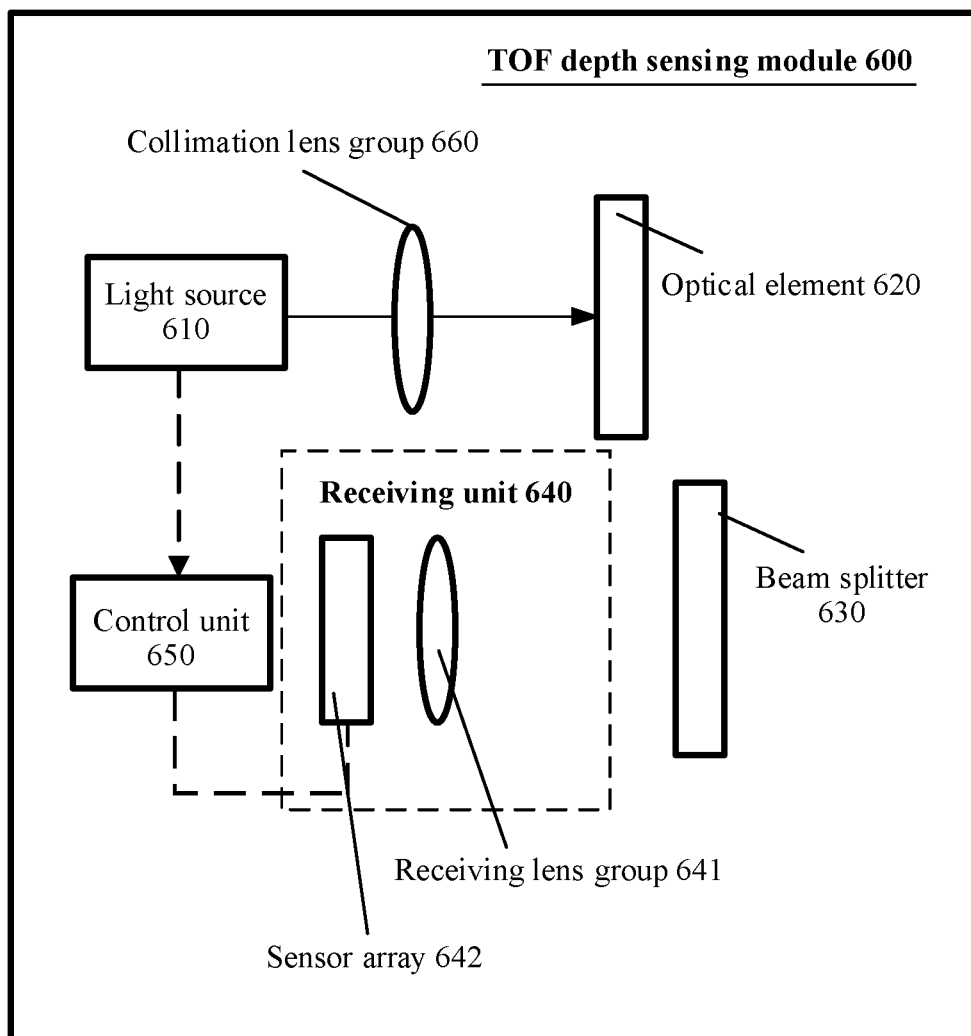 TOF depth sensing module 600
Collimation lens group 660
Light source
610
Optical element 620
Receiving unit 640
Control unit
650
Beam splitter
630
Receiving lens group 641
Sensor array 642